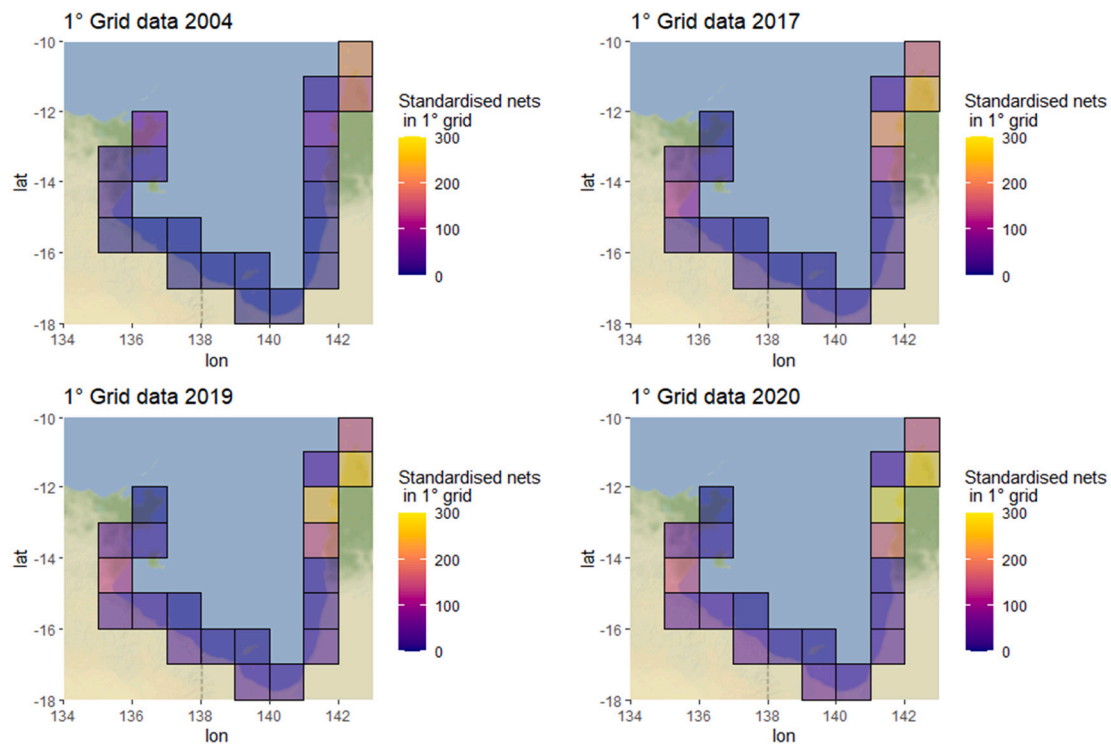 1° Grid data 2004
-10
-12
-14
-16
-18
lat
134
136
138
140
142
lon
Standardised nets
in 1° grid
300
200
100
0
1° Grid data 2017
-10
-12
-14
-16
-18
lat
134
136
138
140
142
lon
Standardised nets
in 1° grid
300
200
100
0
1° Grid data 2019
-10
-12
-14
-16
-18
lat
134
136
138
140
142
lon
Standardised nets
in 1° grid
300
200
100
0
1° Grid data 2020
-10
-12
-14
-16
-18
lat
134
136
138
140
142
lon
Standardised nets
in 1° grid
300
200
100
0